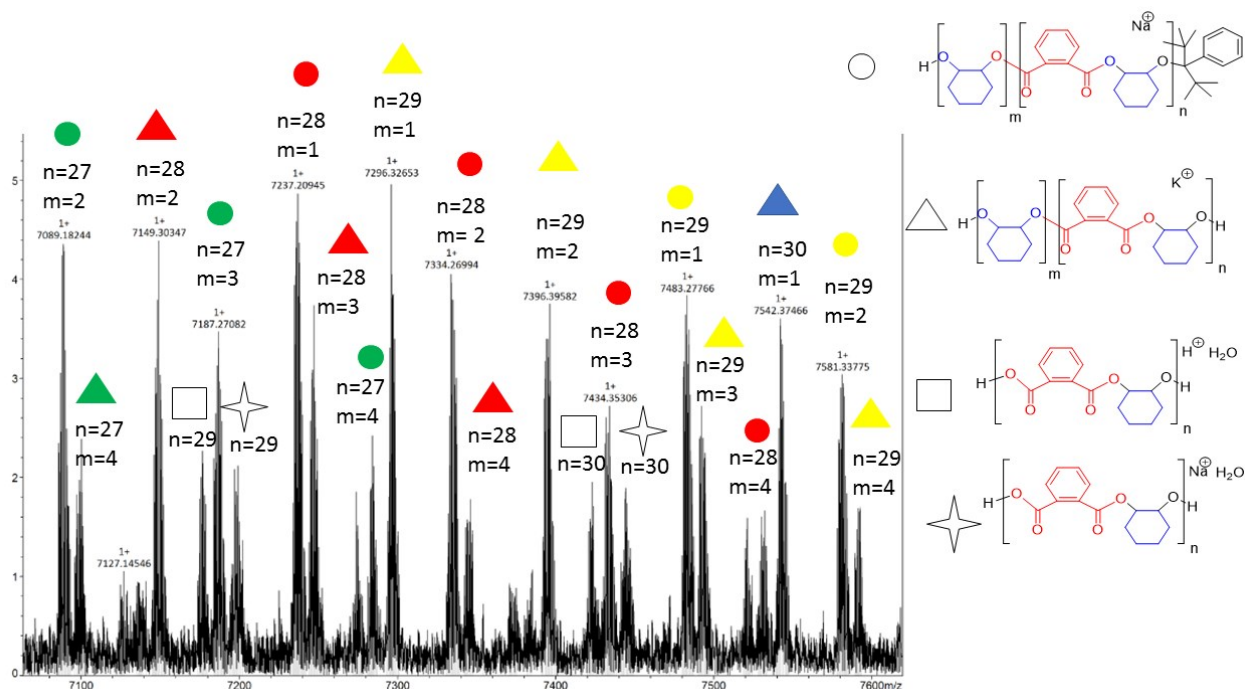 n=27
m=2
1+
7089.18244
n=27
m=4
1+
7127.14546
n=28
m=2
1+
7149.30347
n=29
n=27
m=3
1+
7187.27082
n=29
n=28
m=1
1+
7237.20945
n=28
m=3
n=27
m=4
n=29
m=1
1+
7296.32653
n=28
m= 2
1+
7334.26994
n=28
m=4
n=29
m=2
1+
7396.39582
n=30
n=28
m=3
1+
7434.35306
n=30
n=29
m=1
1+
7483.27766
n=29
m=3
n=28
m=4
n=30
m=1
1+
7542.37466
n=29
m=2
1+
7581.33775
n=29
m=4
5
4
3
2
1
0
7100
7200
7300
7400
7500
7600m/z
Na⊕
H
O
O
m
O
O
O
O
n
K⊕
H
O
O
m
O
O
O
O
H
n
H⊕ H2O
H
O
O
O
O
O
H
n
Na⊕ H2O
H
O
O
O
O
O
H
n